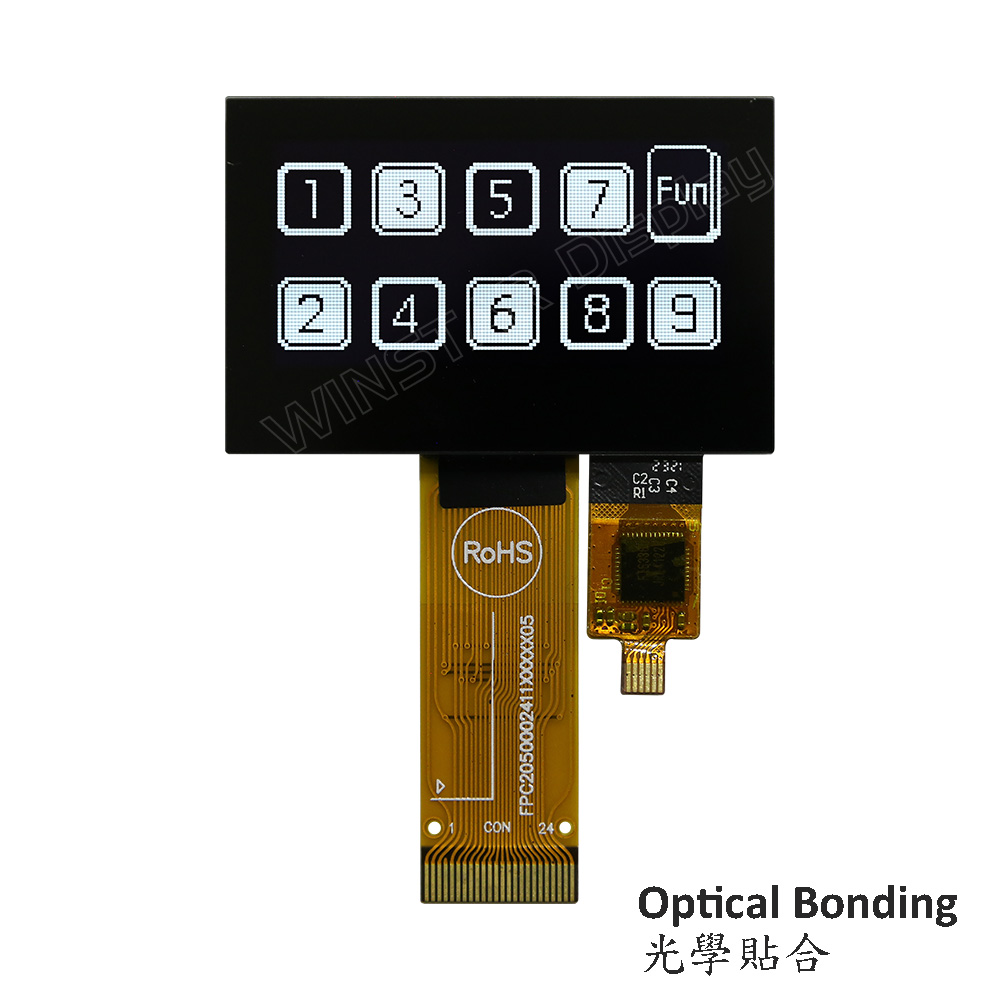 1 3 5 7 Fun
2 4 6 8 9
WINSTAR Display
2321
C2 C3 C4
R1
RoHS
FPC2050002411XXXXX05
1 CON 24
Optical Bonding
光學貼合